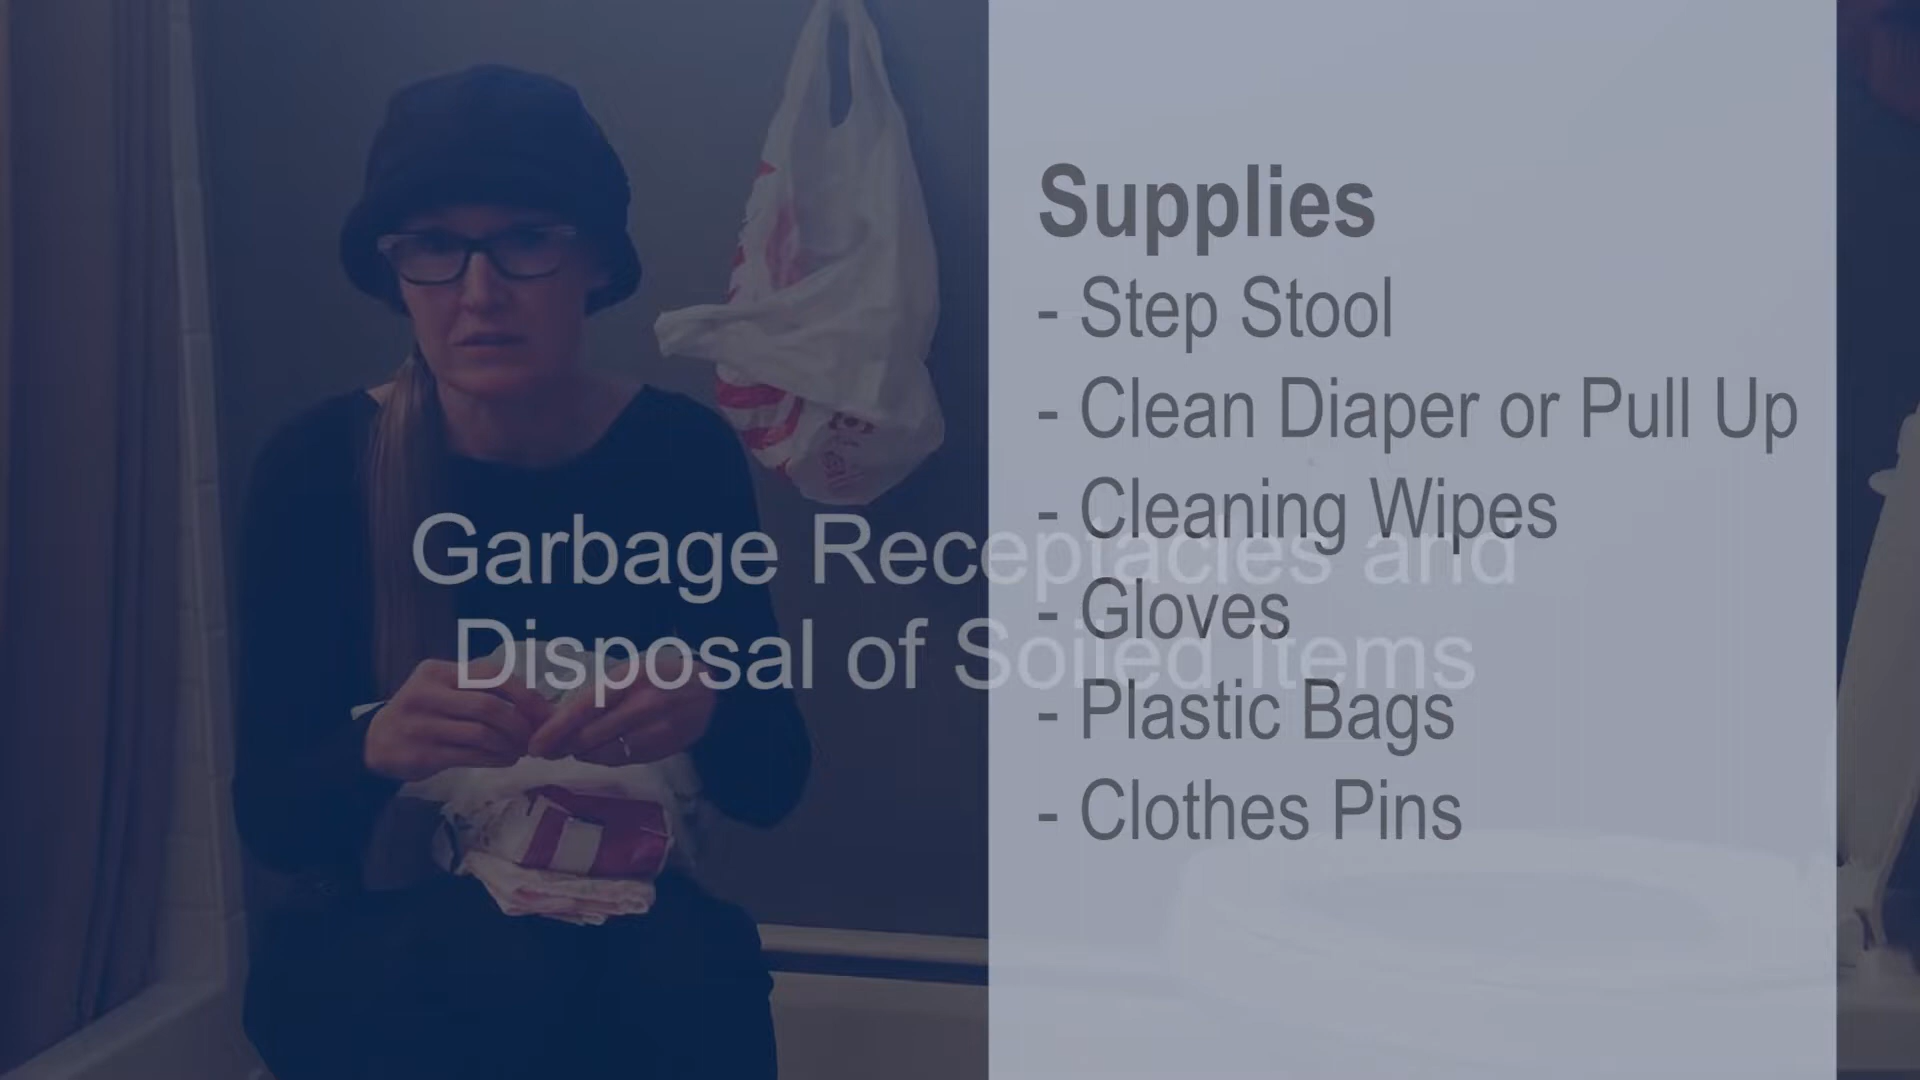 Supplies
- Step Stool
- Clean Diaper or Pull Up
- Cleaning Wipes
- Gloves
- Plastic Bags
- Clothes Pins
Garbage Receptacles and
Disposal of Soiled Items